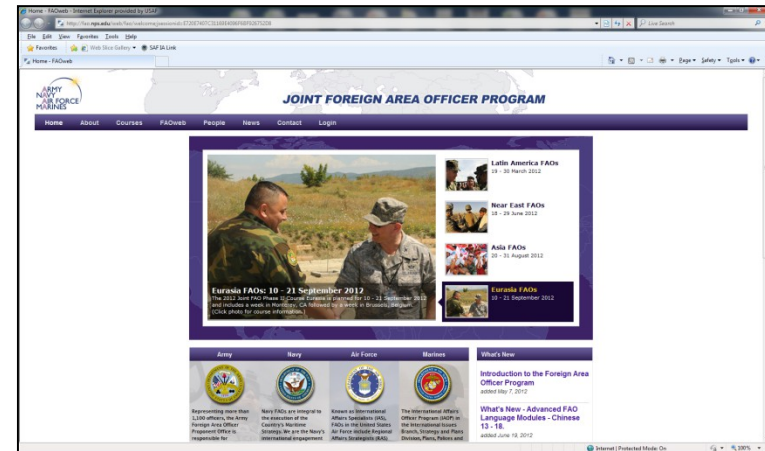 Home - FAOweb - Internet Explorer provided by USAF
Live Search
File Edit View Favorites Tools Help
Favorites Web Slice Gallery SAF IA Link
Home - FAOweb
Page Safety Tools
ARMY
NAVY
AIR FORCE
MARINES
JOINT FOREIGN AREA OFFICER PROGRAM
Home About Courses FAOweb People News Contact Login
Latin America FAOs
19 - 30 March 2012
Near East FAOs
18 - 29 June 2012
Asia FAOs
20 - 31 August 2012
Eurasia FAOs
10 - 21 September 2012
Eurasia FAOs: 10 - 21 September 2012
The 2012 Joint FAO Phase II Course Eurasia is planned for 10 - 21 September 2012
and includes a week in Monterey, CA followed by a week in Brussels, Belgium.
(Click photo for course information.)
Army Navy Air Force Marines What's New
Representing more than
1,200 officers, the Army
Foreign Area Officer
Proponent Office is
responsible for
Navy FAOs are integral to
the execution of the
Country's Maritime
Strategy. We are the Navy's
international engagement
Known as International
Affairs Specialists (IAS),
FAOs in the United States
Air Force include Regional
Affairs Strategists (RAS)
The International Affairs
Officer Program (IAOP) in
the International Issues
Branch, Strategy and Plans
Division, Plans, Policies and
Introduction to the Foreign Area
Officer Program
added May 7, 2012
What's New - Advanced FAO
Language Modules - Chinese
13 - 18.
added June 19, 2012
Internet | Protected Mode: On
100%